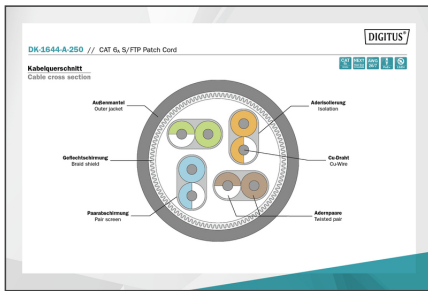 DIGITUS®
DK-1644-A-250 // CAT 6A S/FTP Patch Cord
Kabelquerschnitt
Cable cross section
Außenmantel
Outer jacket
Aderisolierung
Isolation
Geflechtschirmung
Braid shield
Cu-Draht
Cu-Wire
Paarabschirmung
Pair screen
Adernpaare
Twisted pair